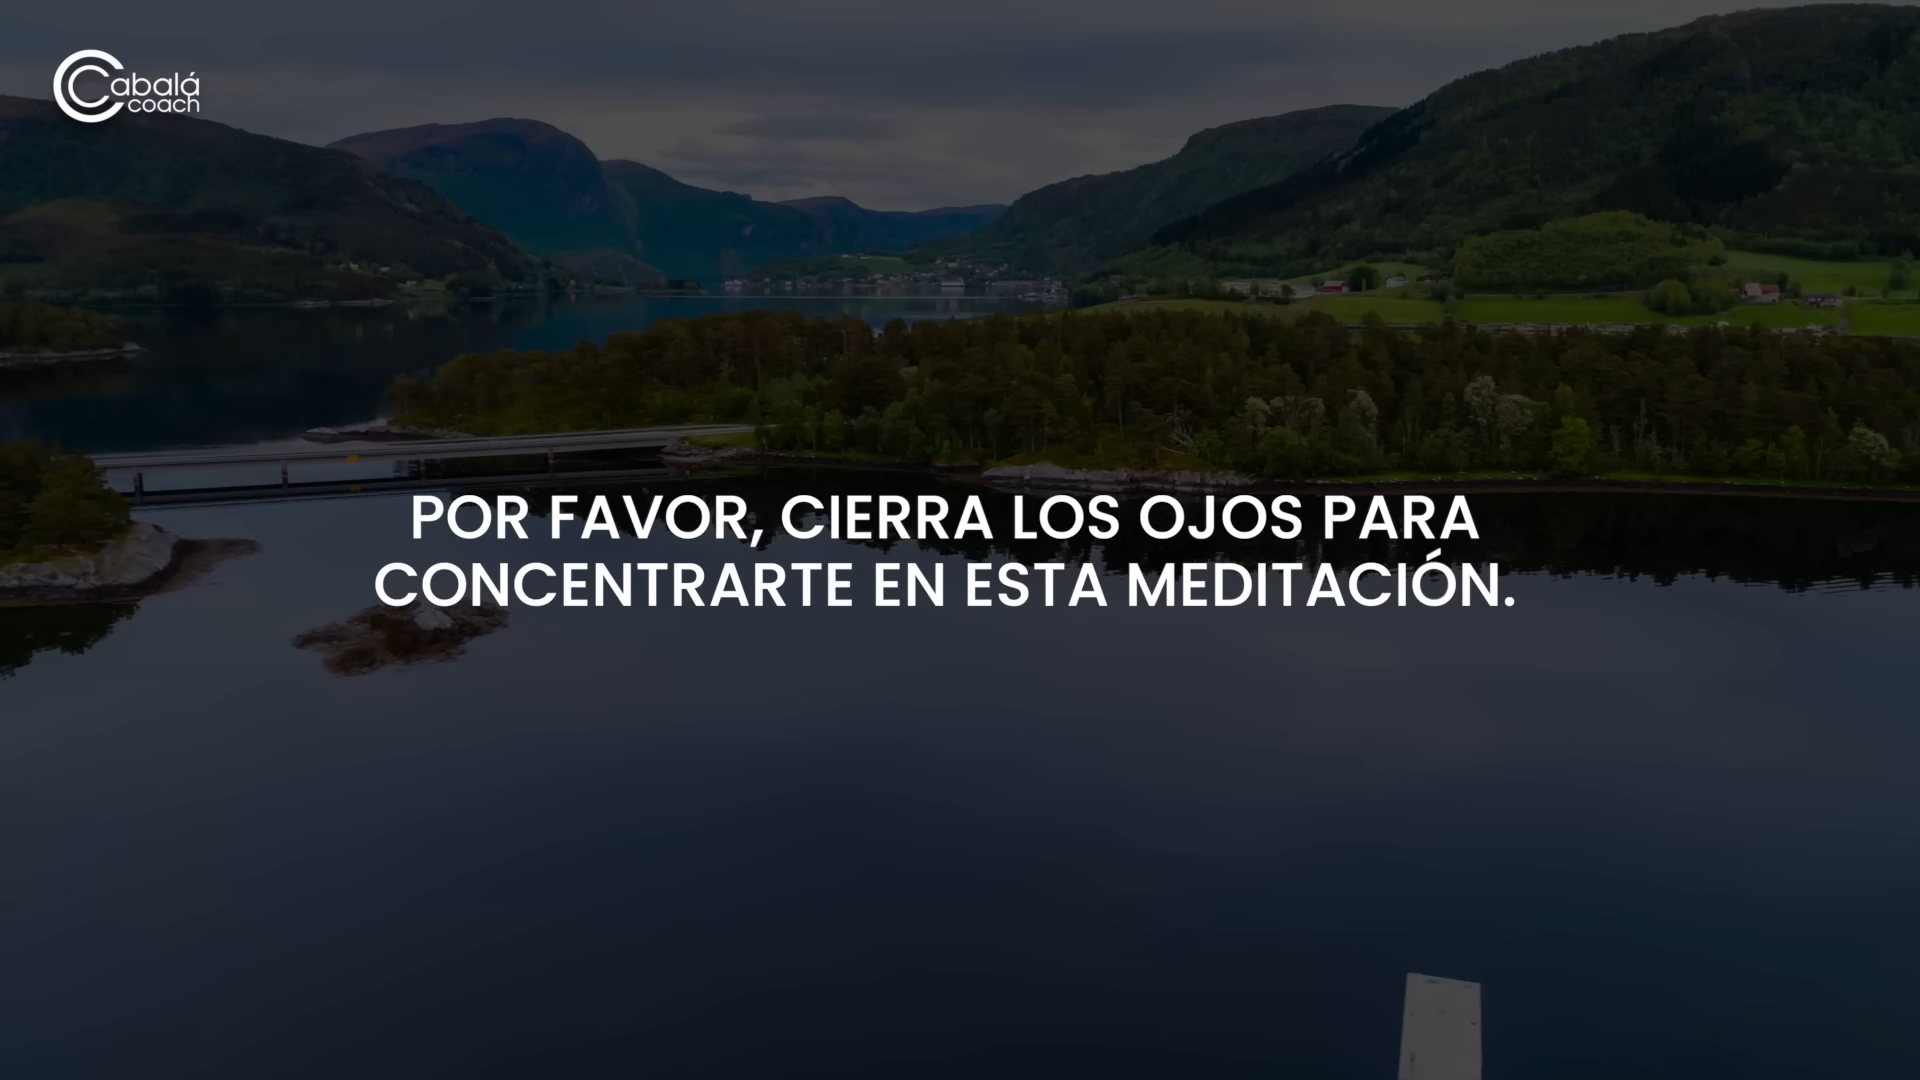 Cabalá
coach
POR FAVOR, CIERRA LOS OJOS PARA
CONCENTRARTE EN ESTA MEDITACIÓN.